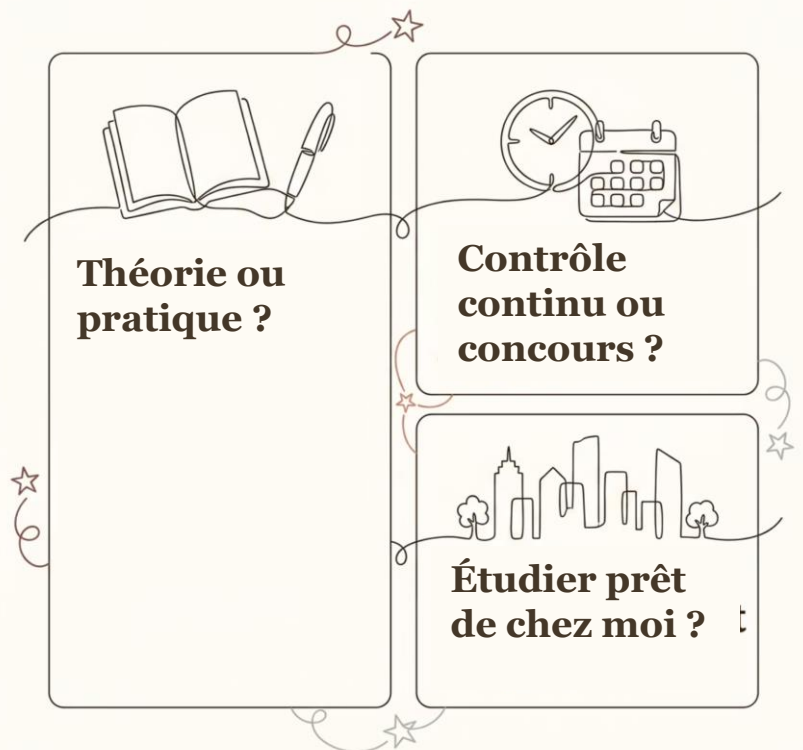 Théorie ou
pratique ?
Contrôle
continu ou
concours ?
Étudier prêt
de chez moi ?